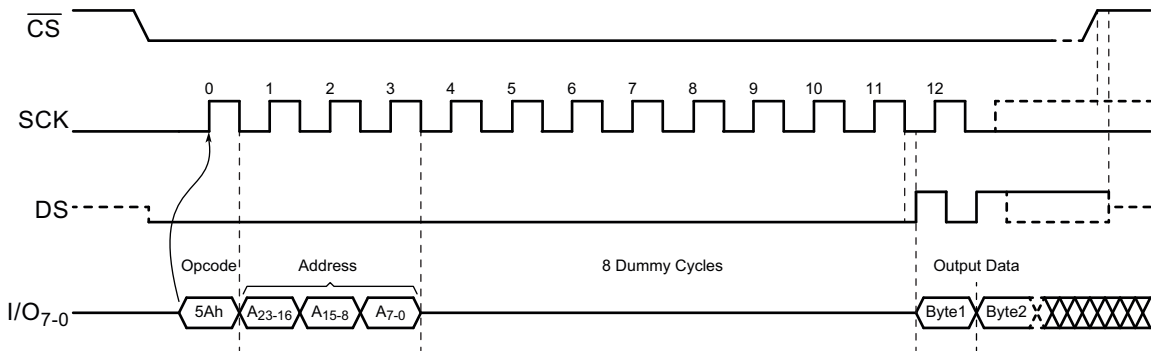 CS
0 1 2 3 4 5 6 7 8 9 10 11 12
SCK
DS
Opcode Address 8 Dummy Cycles Output Data
I/O7-0 5Ah A23-16 A15-8 A7-0 Byte1 Byte2